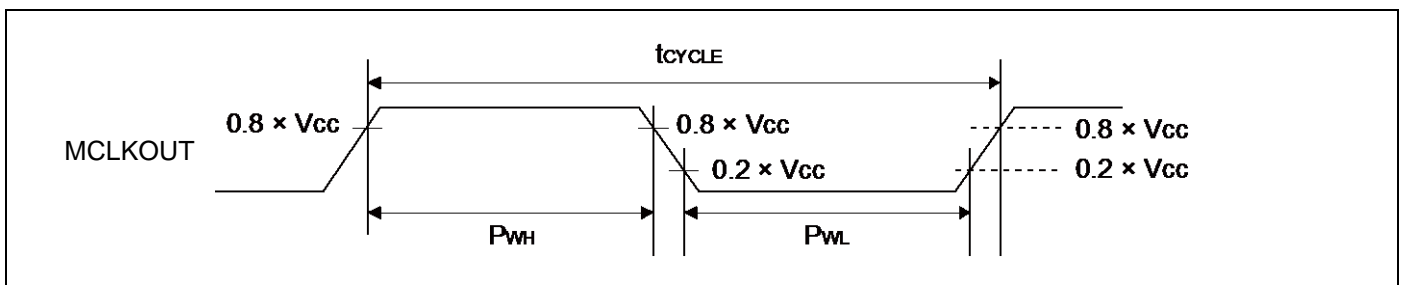 tCYCLE
0.8 × Vcc
0.8 × Vcc
0.8 × Vcc
MCLKOUT
0.2 × Vcc
0.2 × Vcc
PWH
PWL